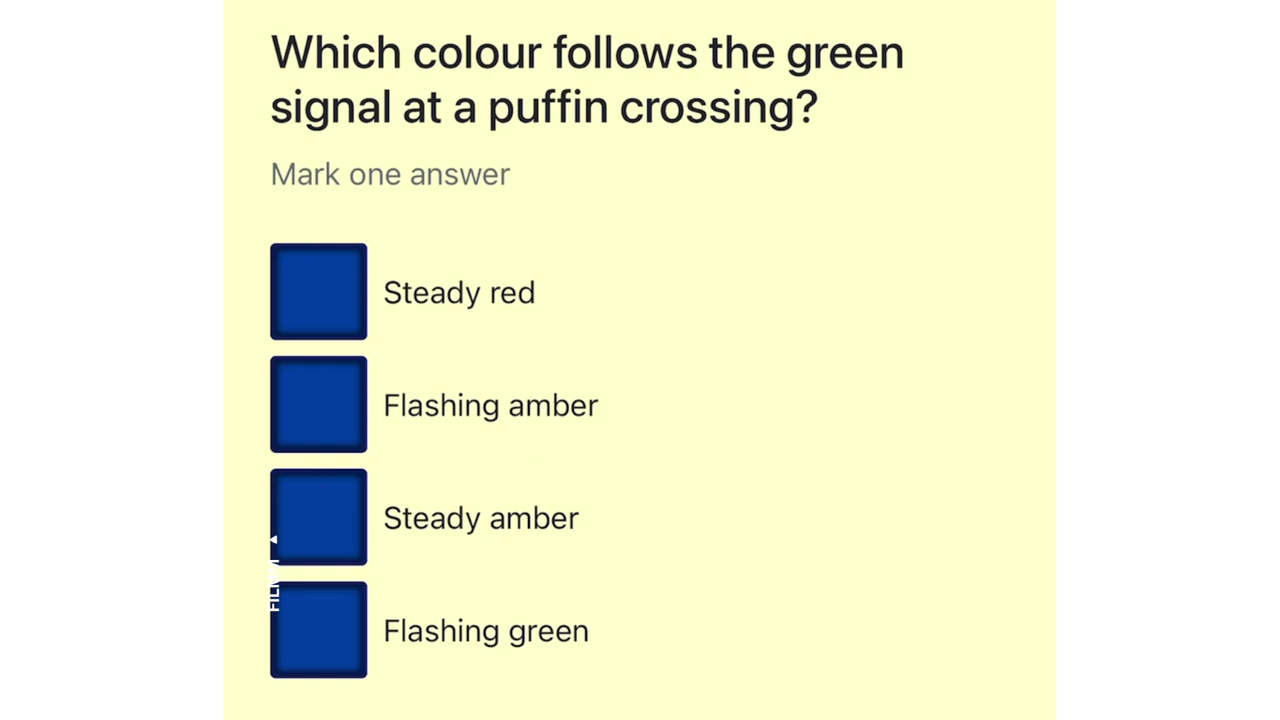 Which colour follows the green
signal at a puffin crossing?
Mark one answer
Steady red
Flashing amber
Steady amber
Flashing green